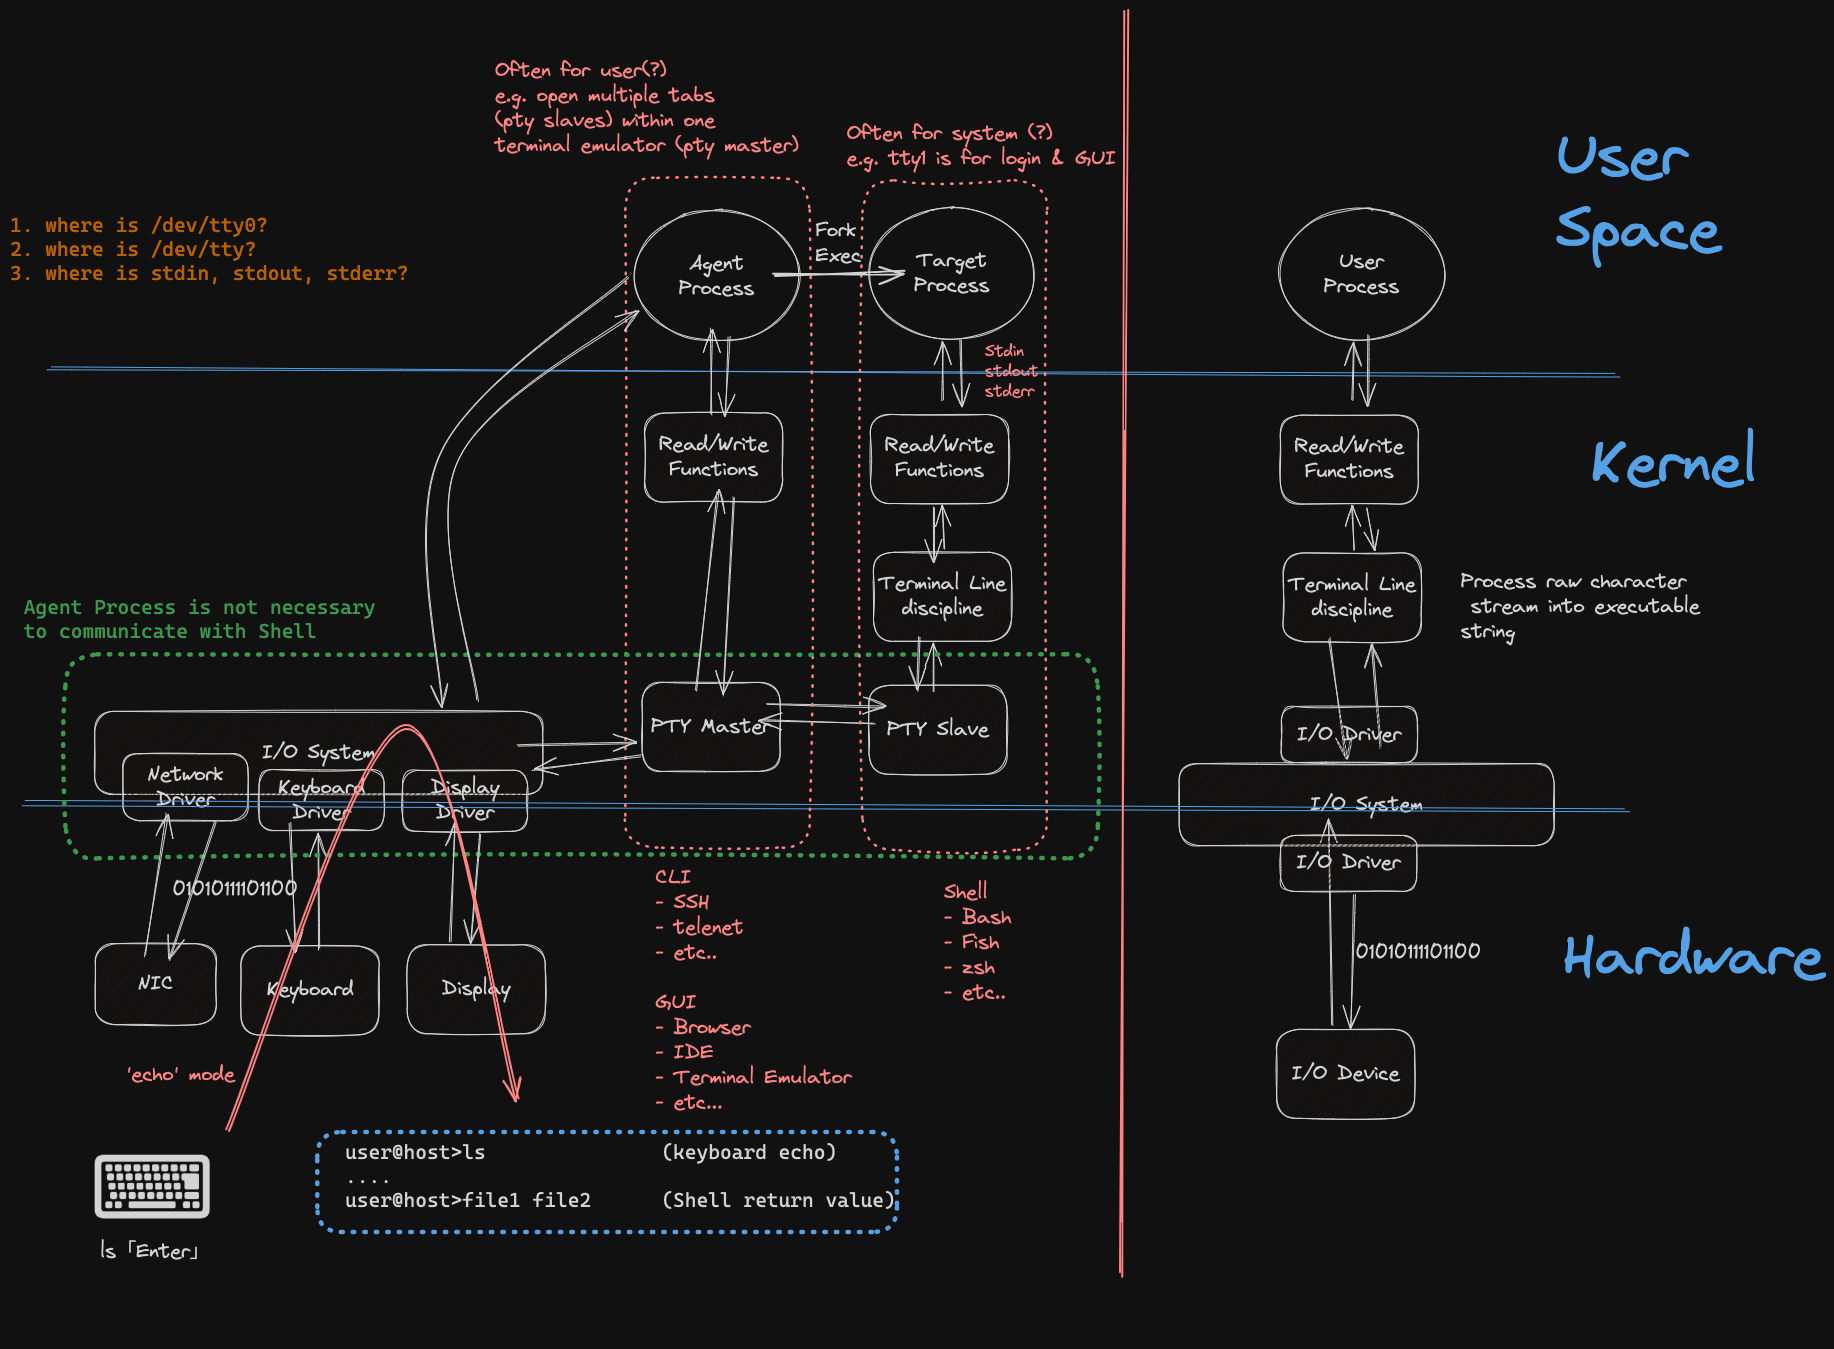 Often for user(?)
e.g. open multiple tabs
(pty slaves) within one
terminal emulator (pty master)
Often for system (?)
e.g. tty1 is for login & GUI
User
Space
1. where is /dev/tty0?
2. where is /dev/tty?
3. where is stdin, stdout, stderr?
Agent
Process
Fork
Exec
Target
Process
User
Process
Stdin
stdout
stderr
Read/Write
Functions
Read/Write
Functions
Read/Write
Functions
Kernel
Terminal Line
discipline
Terminal Line
discipline
Process raw character
stream into executable
string
Agent Process is not necessary
to communicate with Shell
I/O System
Network
Driver
Keyboard
Driver
Display
Driver
PTY Master
PTY Slave
I/O Driver
I/O System
I/O Driver
0101011101100
NIC
Keyboard
Display
CLI
- SSH
- telenet
- etc..
GUI
- Browser
- IDE
- Terminal Emulator
- etc...
Shell
- Bash
- Fish
- zsh
- etc..
0101011101100
Hardware
I/O Device
'echo' mode
user@host>ls (keyboard echo)
....
user@host>file1 file2 (Shell return value)
ls「Enter」